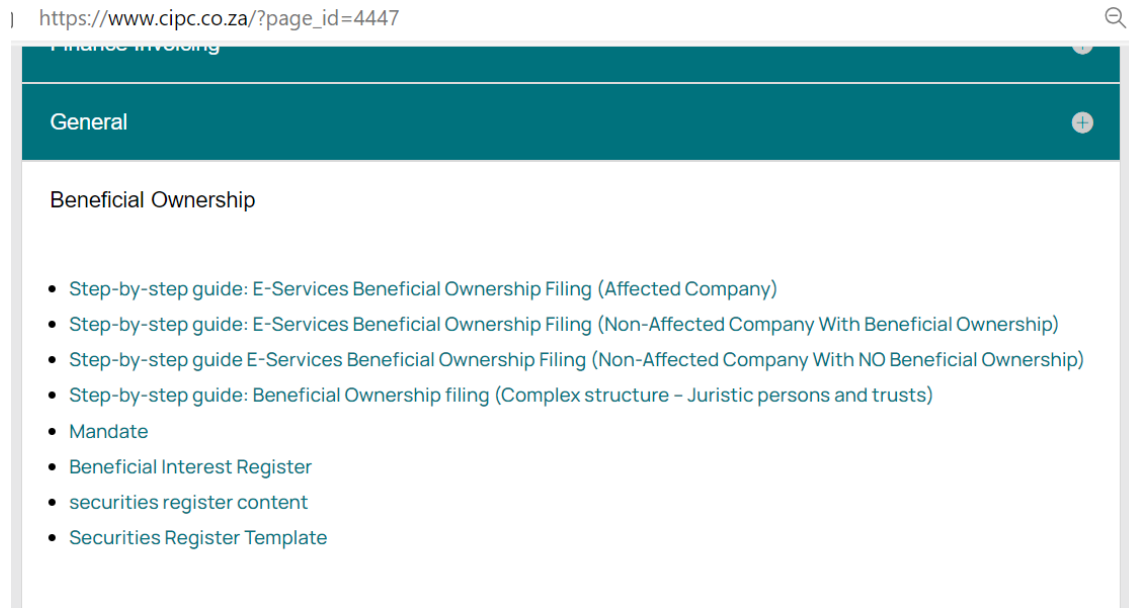 https://www.cipc.co.za/?page_id=4447
Finance Invoicing
General
Beneficial Ownership
Step-by-step guide: E-Services Beneficial Ownership Filing (Affected Company)
Step-by-step guide: E-Services Beneficial Ownership Filing (Non-Affected Company With Beneficial Ownership)
Step-by-step guide E-Services Beneficial Ownership Filing (Non-Affected Company With NO Beneficial Ownership)
Step-by-step guide: Beneficial Ownership filing (Complex structure – Juristic persons and trusts)
Mandate
Beneficial Interest Register
securities register content
Securities Register Template